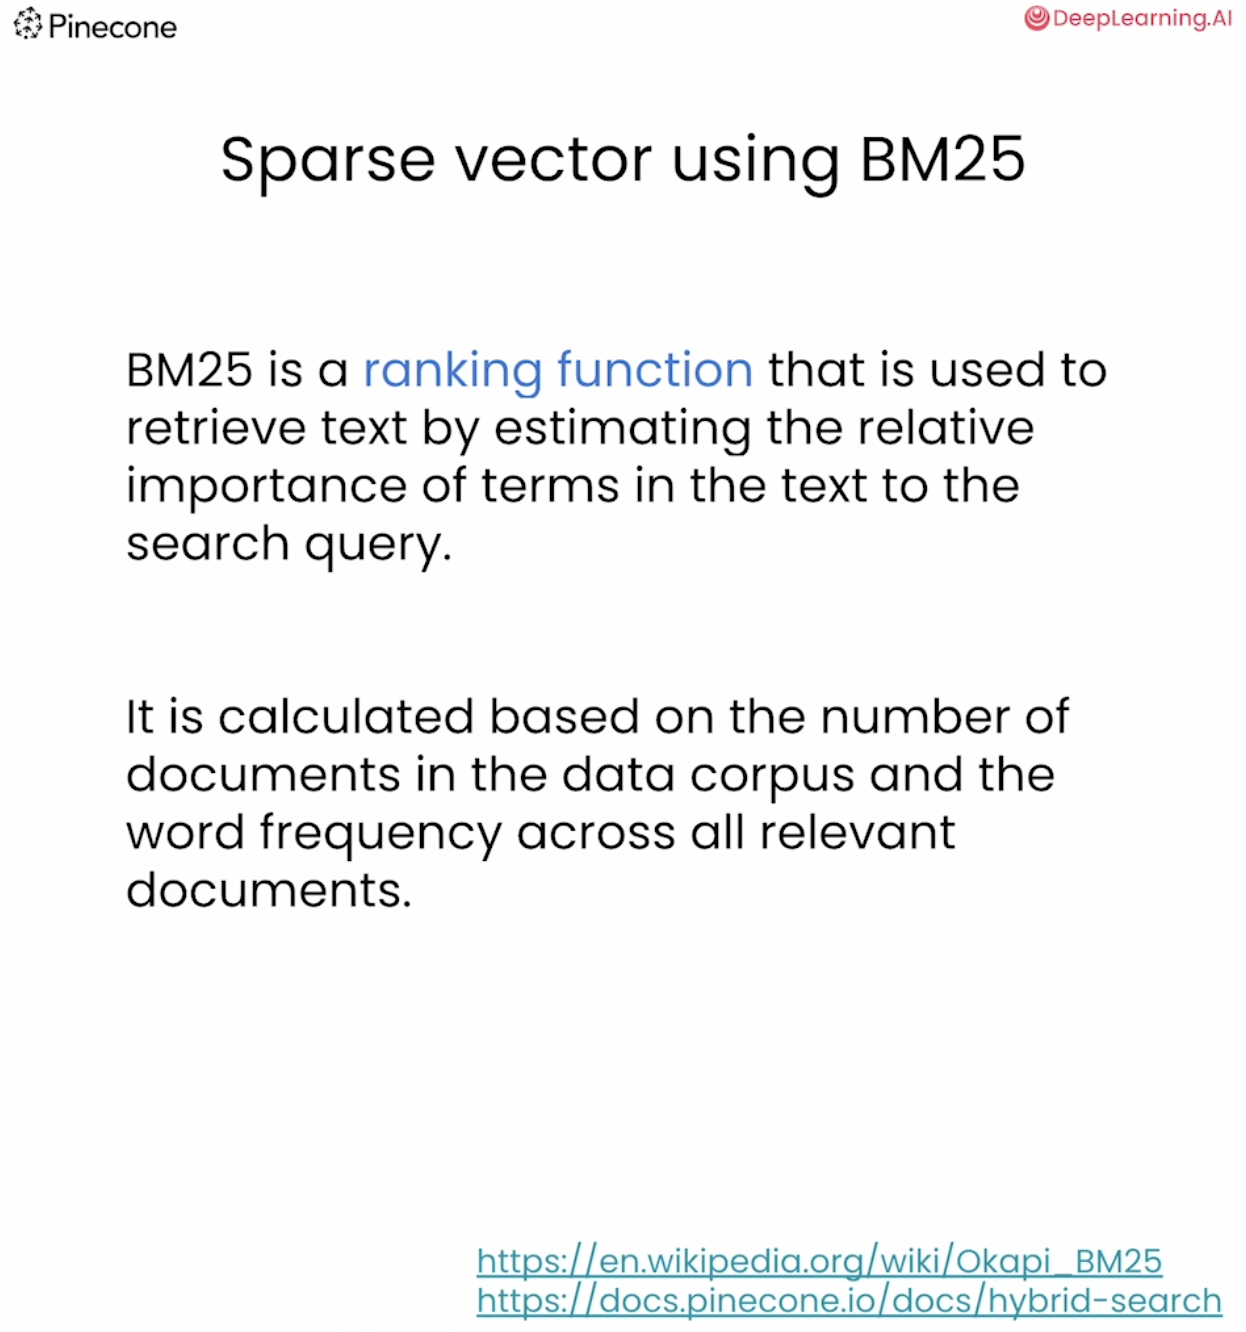 Pinecone
DeepLearning.AI
Sparse vector using BM25
BM25 is a ranking function that is used to
retrieve text by estimating the relative
importance of terms in the text to the
search query.
It is calculated based on the number of
documents in the data corpus and the
word frequency across all relevant
documents.
https://en.wikipedia.org/wiki/Okapi_BM25
https://docs.pinecone.io/docs/hybrid-search